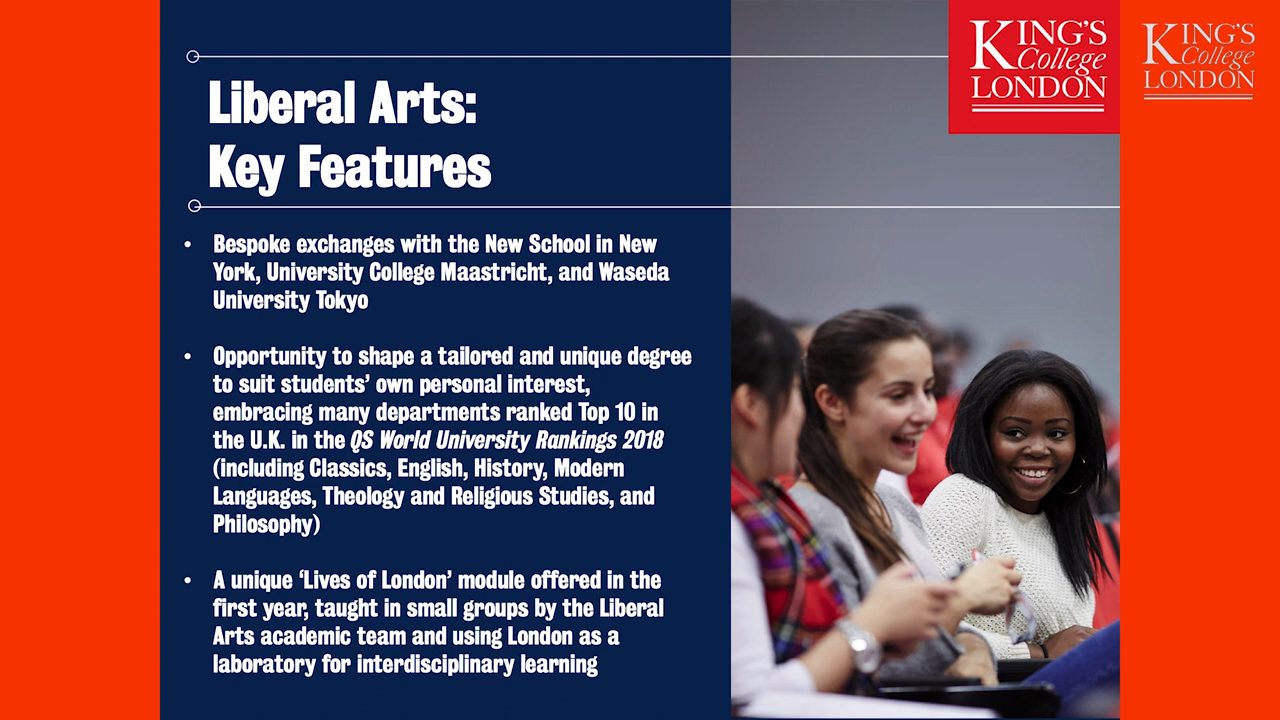 Liberal Arts:
Key Features
• Bespoke exchanges with the New School in New
York, University College Maastricht, and Waseda
University Tokyo
• Opportunity to shape a tailored and unique degree
to suit students’ own personal interest,
embracing many departments ranked Top 10 in
the U.K. in the QS World University Rankings 2018
(including Classics, English, History, Modern
Languages, Theology and Religious Studies, and
Philosophy)
• A unique ‘Lives of London’ module offered in the
first year, taught in small groups by the Liberal
Arts academic team and using London as a
laboratory for interdisciplinary learning
KING'S
College
LONDON
KING'S
College
LONDON